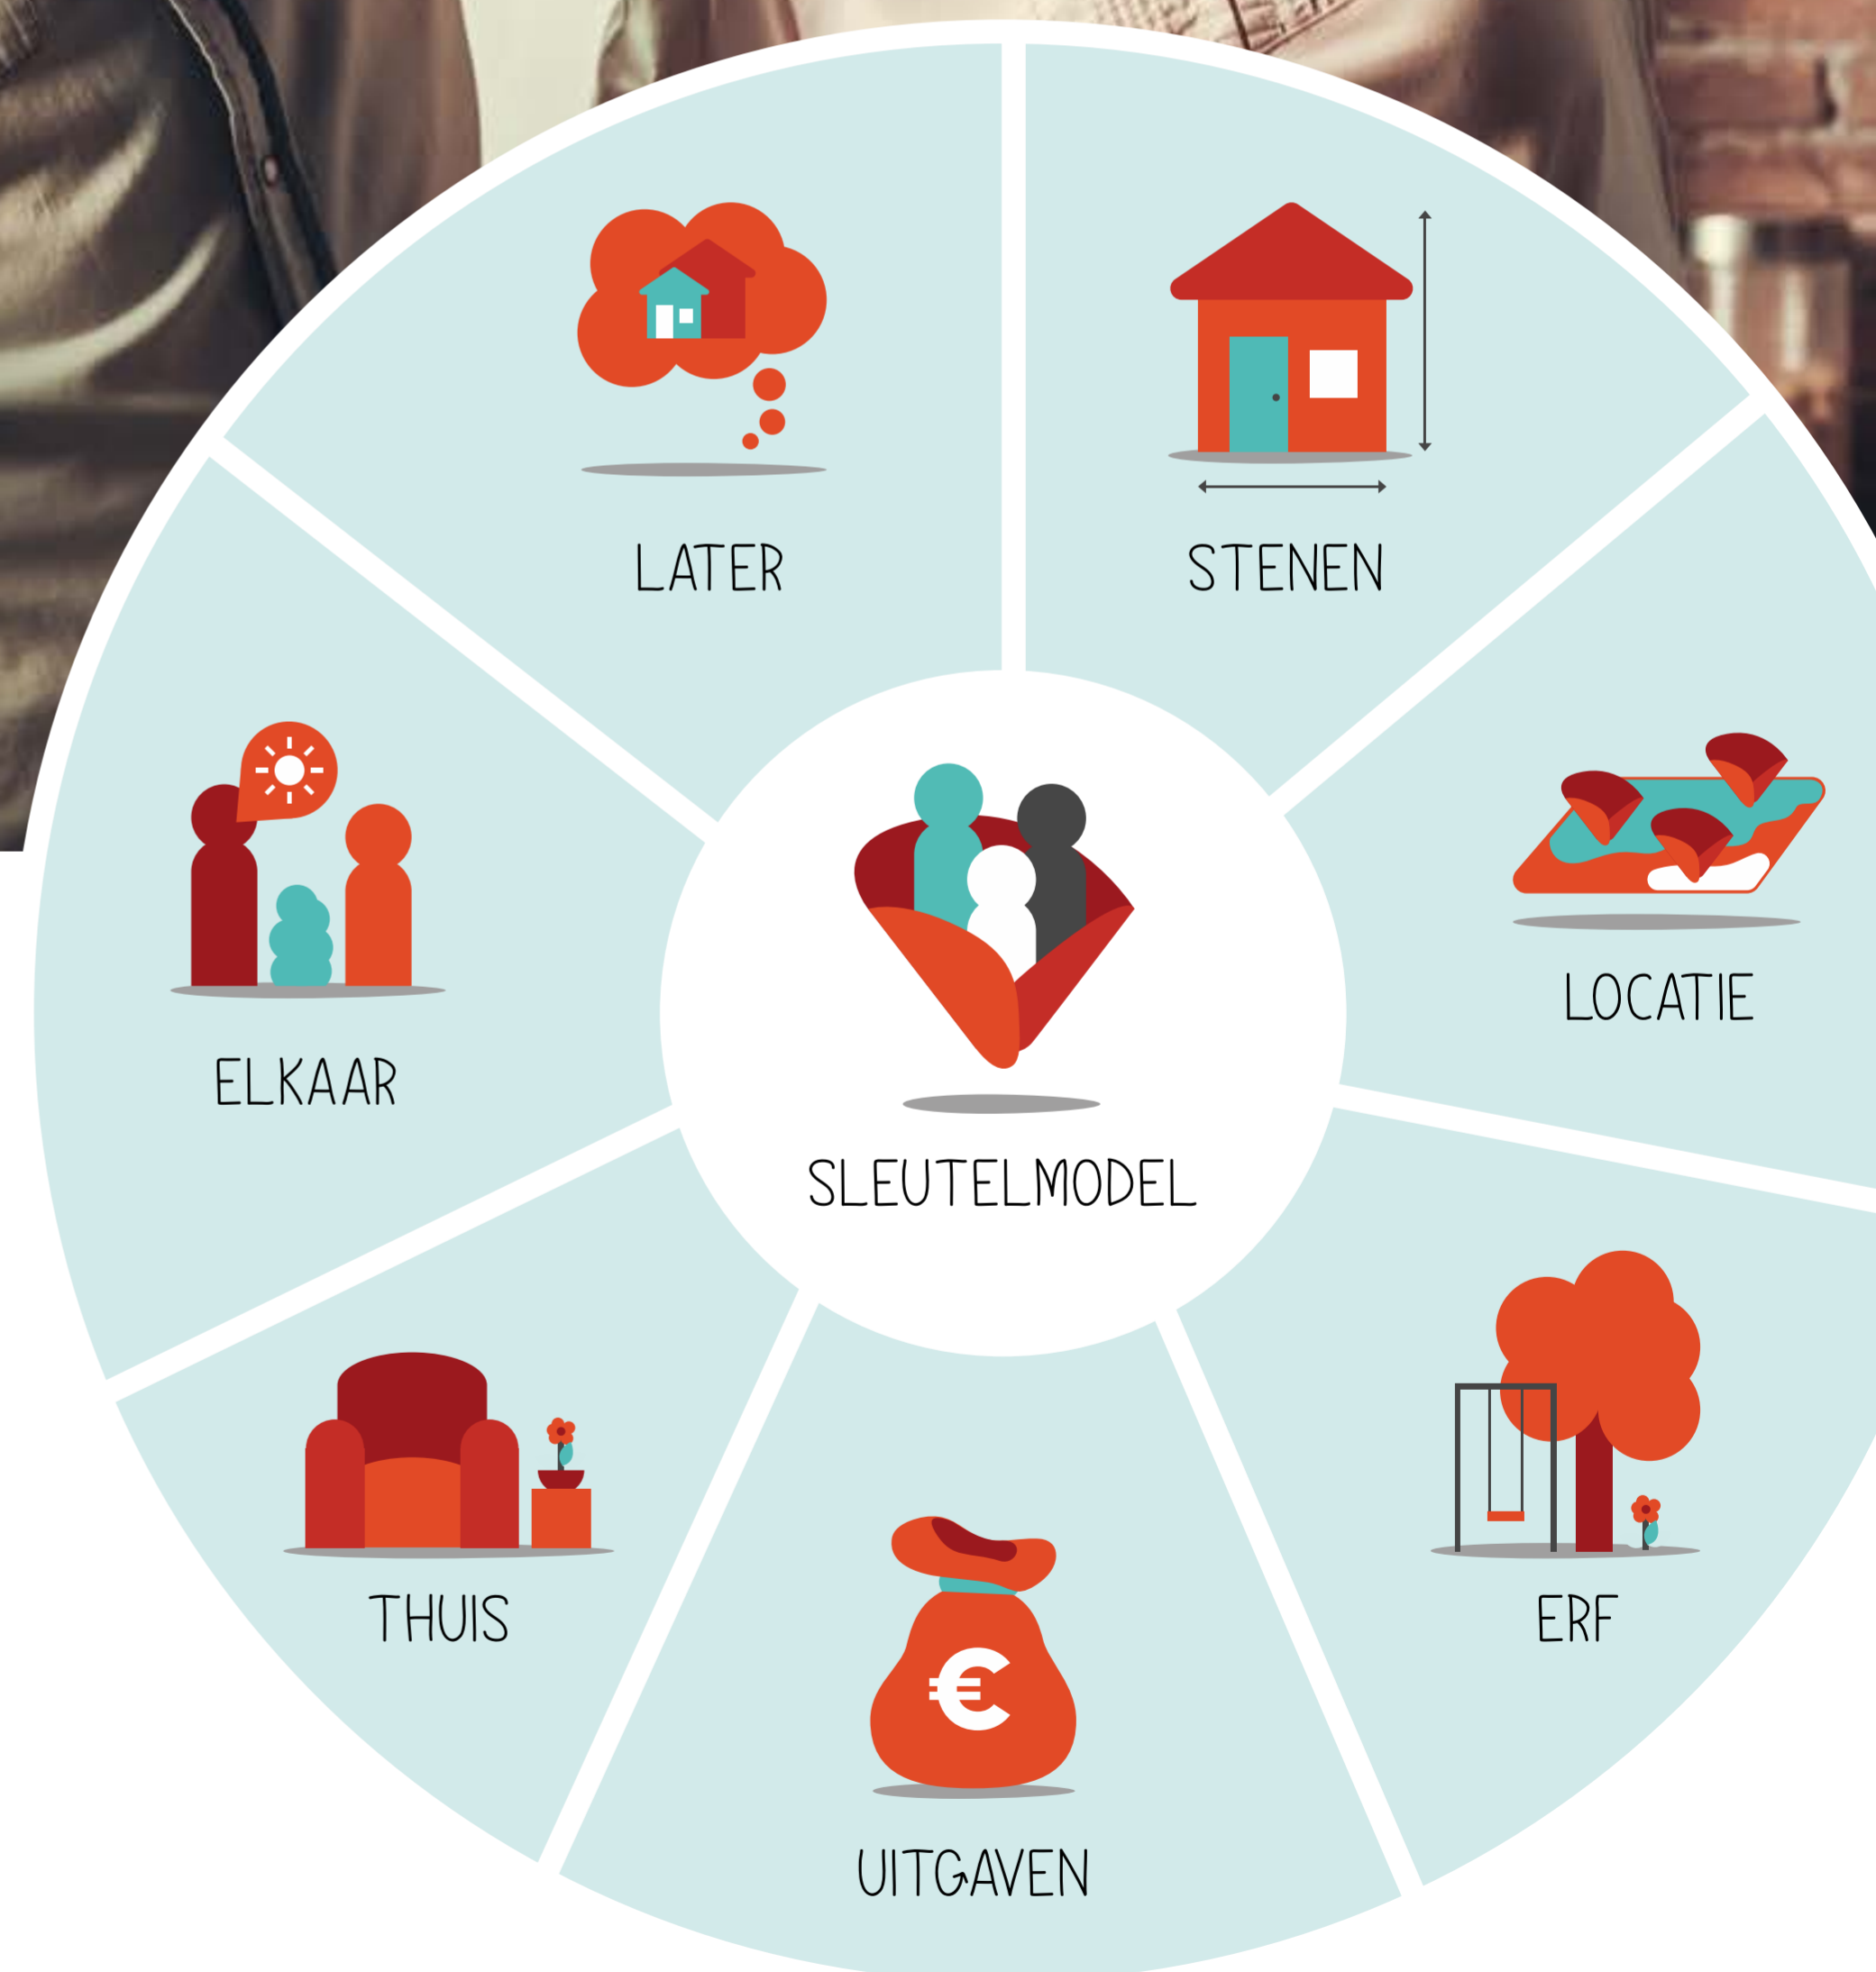 LATER
STENEN
LOCATIE
ELKAAR
SLEUTELMODEL
THUIS
ERF
€
UITGAVEN